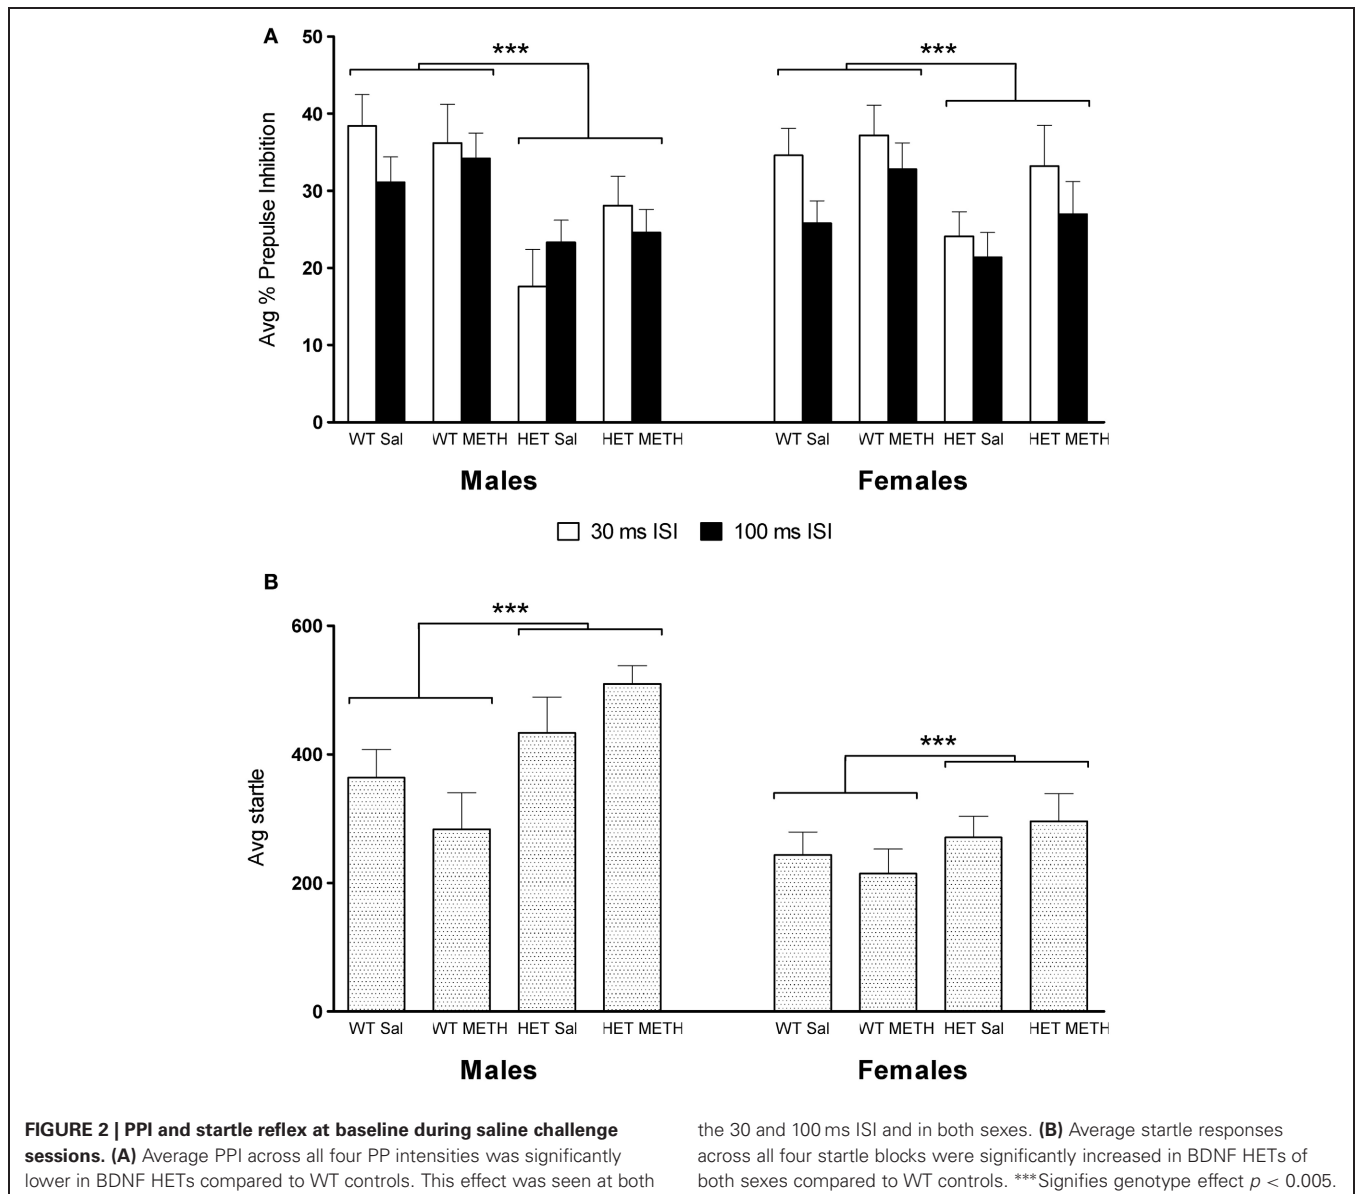 A
50
***
***
40
30
20
10
0
Avg % Prepulse Inhibition
WT Sal WT METH HET Sal HET METH WT Sal WT METH HET Sal HET METH
Males Females
30 ms ISI 100 ms ISI
B
600
***
***
400
200
0
Avg startle
WT Sal WT METH HET Sal HET METH WT Sal WT METH HET Sal HET METH
Males Females
FIGURE 2 | PPI and startle reflex at baseline during saline challenge
sessions. (A) Average PPI across all four PP intensities was significantly
lower in BDNF HETs compared to WT controls. This effect was seen at both
the 30 and 100 ms ISI and in both sexes. (B) Average startle responses
across all four startle blocks were significantly increased in BDNF HETs of
both sexes compared to WT controls. ***Signifies genotype effect p < 0.005.